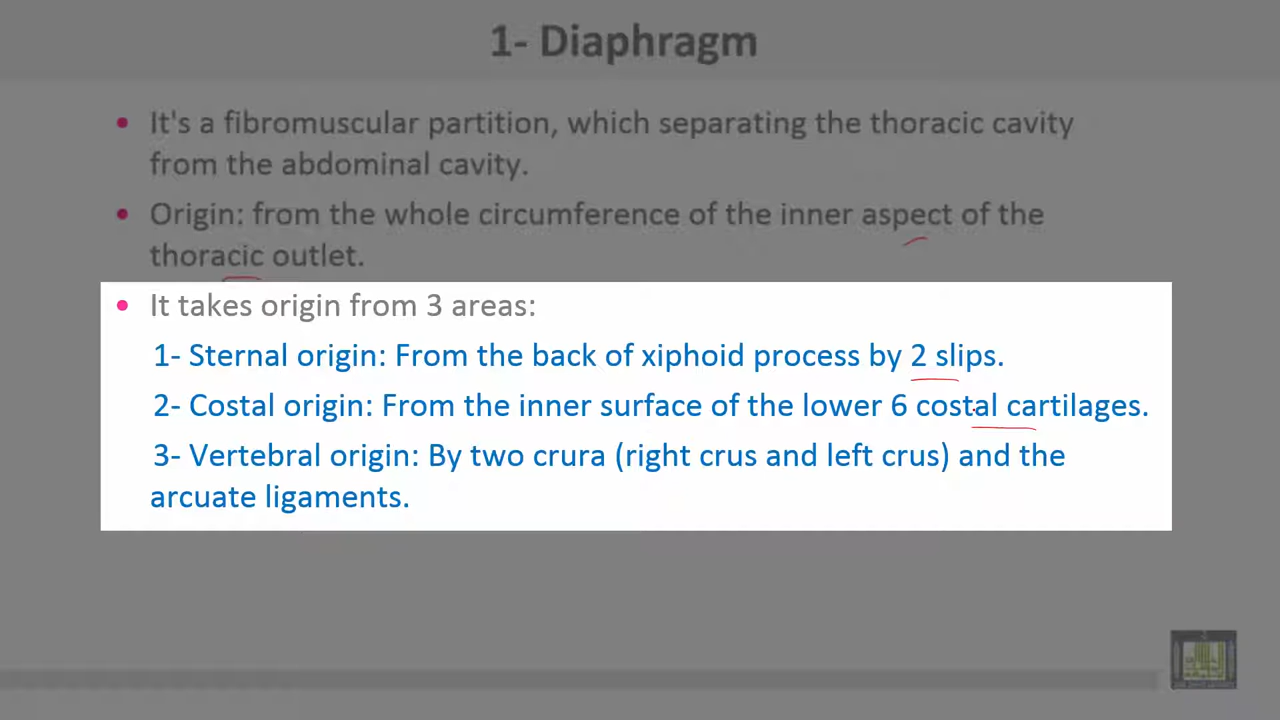 1- Diaphragm
• It's a fibromuscular partition, which separating the thoracic cavity
from the abdominal cavity.
• Origin: from the whole circumference of the inner aspect of the
thoracic outlet.
• It takes origin from 3 areas:
1- Sternal origin: From the back of xiphoid process by 2 slips.
2- Costal origin: From the inner surface of the lower 6 costal cartilages.
3- Vertebral origin: By two crura (right crus and left crus) and the
arcuate ligaments.